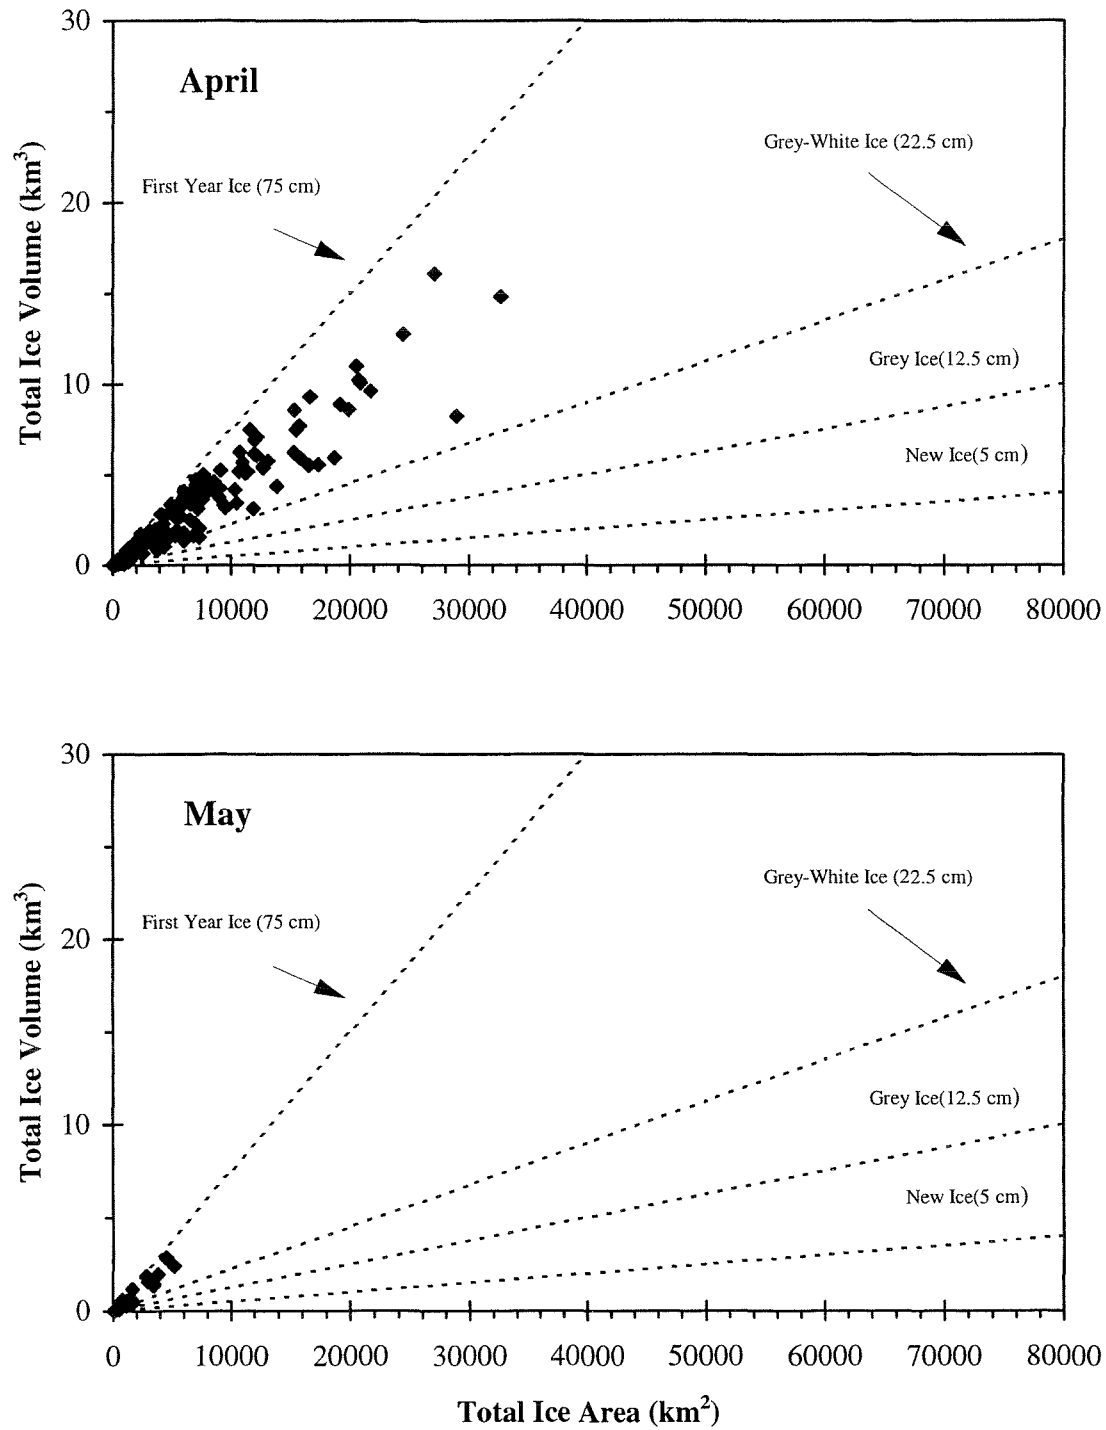 30
April
Grey-White Ice (22.5 cm)
First Year Ice (75 cm)
20
Total Ice Volume (km³)
Grey Ice(12.5 cm)
10
New Ice(5 cm)
0
0 10000 20000 30000 40000 50000 60000 70000 80000
30
May
Grey-White Ice (22.5 cm)
First Year Ice (75 cm)
20
Total Ice Volume (km³)
Grey Ice(12.5 cm)
10
New Ice(5 cm)
0
0 10000 20000 30000 40000 50000 60000 70000 80000
Total Ice Area (km²)